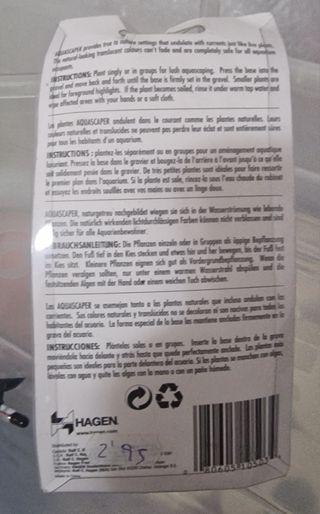 AQUASCAPER provides true to nature settings that undulate with currents just like live plants.
The natural-looking translucent colours can't fade and are completely safe for all aquarium
INSTRUCTIONS: Plant singly or in groups for lush aquascaping. Press the base into the
gravel and move back and forth until the base is firmly set in the gravel. Smaller plants are
ideal for foreground highlights. If the plant becomes soiled, rinse it under warm tap water and
wipe affected areas with your hands or a soft cloth.
Les plantes AQUASCAPER ondulent dans le courant comme les plantes naturelles. Leurs
couleurs naturelles et translucides ne peuvent pas perdre leur éclat et sont entièrement sûres
pour tous les habitants d'un aquarium.
INSTRUCTIONS : plantez-les séparément ou en groupes pour un aménagement aquatique
luxuriant. Pressez la base dans le gravier et bougez-la de l'arrière à l'avant jusqu'à ce qu'elle
soit solidement posée dans le gravier. De très petites plantes sont idéales pour faire ressortir
le premier plan dans l'aquarium. Si la plante est sale, rincez-la sous l'eau chaude du robinet
et essuyez les endroits souillés avec vos mains ou avec un linge doux.
AQUASCAPER, naturgetreu nachgebildet wiegen sie sich in der Wasserströmung wie lebende
Pflanzen. Die natürlich wirkenden lichtdurchlässigen Farben können nicht verblassen und sind
sicher für alle Aquarienbewohner.
GEBRAUCHSANLEITUNG: Die Pflanzen einzeln oder in Gruppen als üppige Bepflanzung
einsetzen. Den Fuß tief in den Kies stecken und etwas hin und her bewegen, bis der Fuß fest
im Kies sitzt. Kleinere Pflanzen eignen sich gut als Vordergrundbepflanzung. Wenn die
Pflanzen veralgen sollten, nur unter einem warmen Wasserstrahl abspülen und die
festsitzenden Algen mit der Hand oder einem weichen Tuch abwischen.
Las AQUASCAPER se asemejan tanto a las plantas naturales que incluso ondulan con las
corrientes. Sus colores naturales y translucidos no se decoloran ni son nocivos para todos los
habitantes del acuario. La forma especial de la base las mantiene ancladas firmemente en la
grava del acuario.
INSTRUCCIONES: Plántelas solas o en grupos. Inserte la base dentro de la grava
moviéndola hacia delante y atrás hasta que quede perfectamente anclada. Las plantas más
pequeñas son ideales para la parte delantera del acuario. Si las plantas se manchan con algas,
lávelas con agua y quite las algas con la mano o con un paño húmedo.
HAGEN
www.hagen.com
Distributed by:
2.95